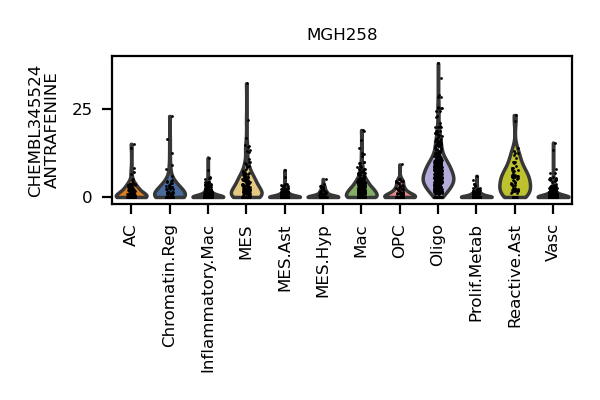 MGH258
CHEMBL345524
ANTRAFENINE
25
0
AC
Chromatin.Reg
Inflammatory.Mac
MES
MES.Ast
MES.Hyp
Mac
OPC
Oligo
Prolif.Metab
Reactive.Ast
Vasc